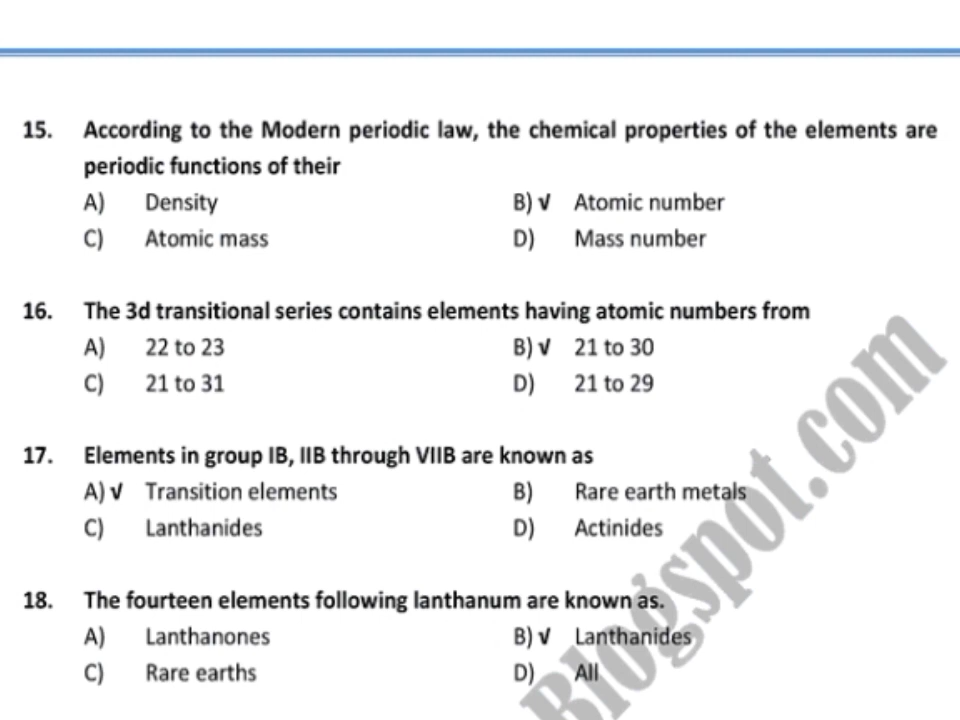 15. According to the Modern periodic law, the chemical properties of the elements are
periodic functions of their
A) Density B) √ Atomic number
C) Atomic mass D) Mass number
16. The 3d transitional series contains elements having atomic numbers from
A) 22 to 23 B) √ 21 to 30
C) 21 to 31 D) 21 to 29
17. Elements in group IB, IIB through VIIB are known as
A) √ Transition elements B) Rare earth metals
C) Lanthanides D) Actinides
18. The fourteen elements following lanthanum are known as.
A) Lanthanones B) √ Lanthanides
C) Rare earths D) All
Blogspot.com